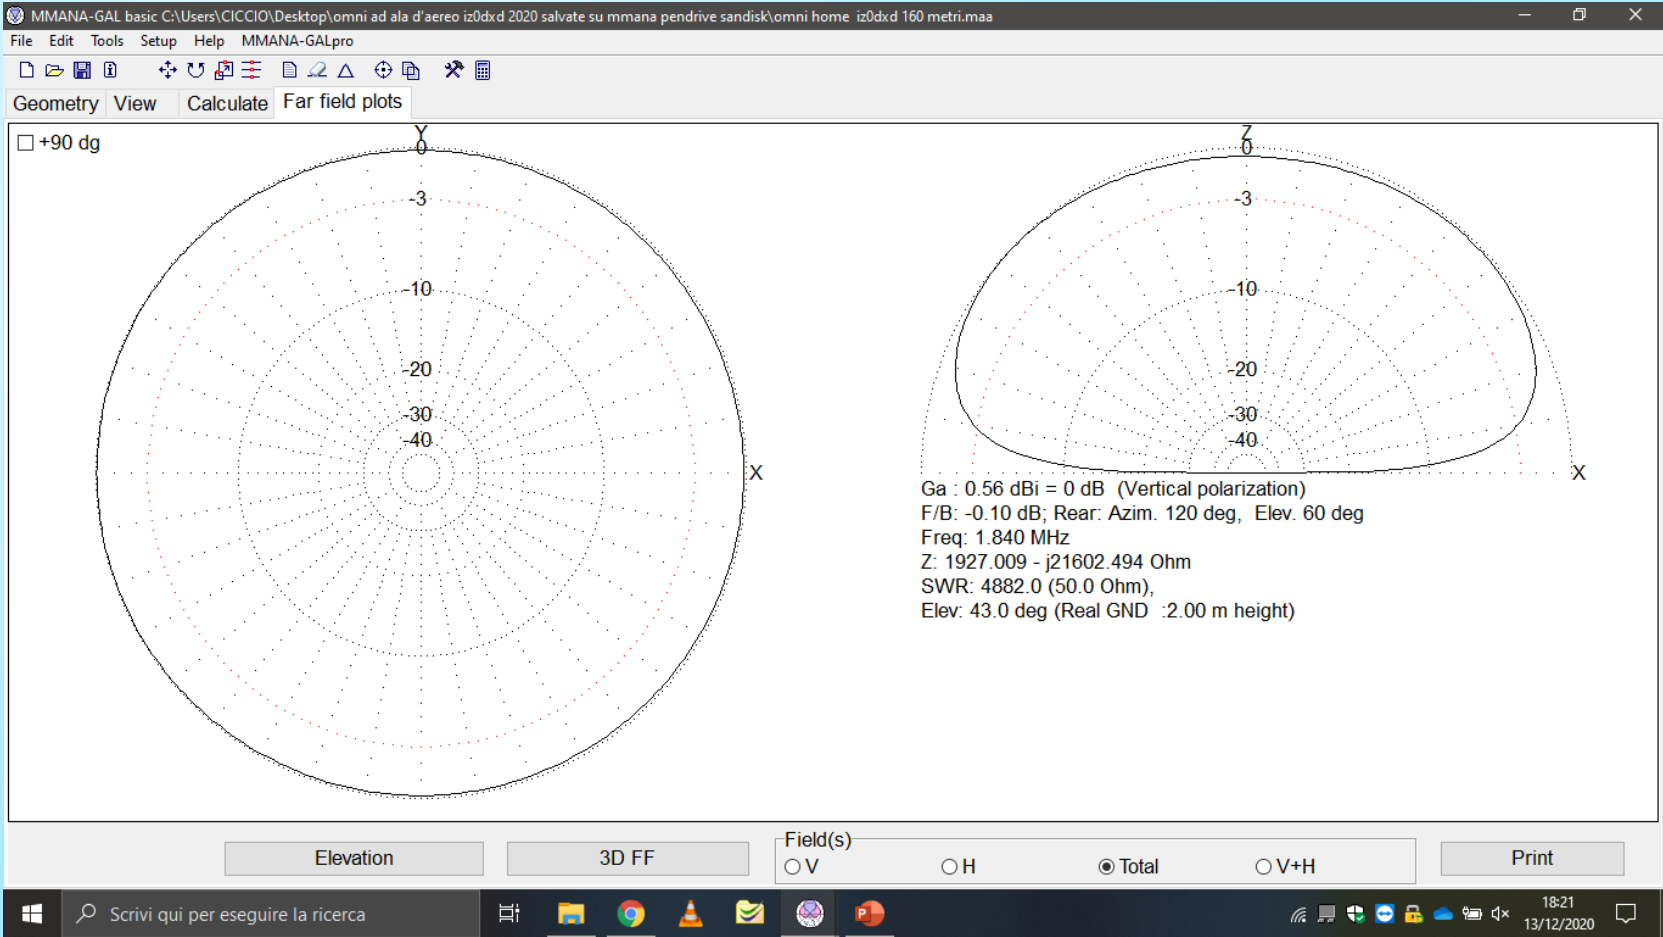 MMANA-GAL basic C:\Users\CICCIO\Desktop\omni ad ala d'aereo iz0dxd 2020 salvate su mmana pendrive sandisk\omni home  iz0dxd 160 metri.maa
File Edit Tools Setup Help MMANA-GALpro
Geometry View Calculate Far field plots
+90 dg
Y
0
-3
-10
-20
-30
-40
X
Z
0
-3
-10
-20
-30
-40
X
Ga : 0.56 dBi = 0 dB  (Vertical polarization)
F/B: -0.10 dB; Rear: Azim. 120 deg,  Elev. 60 deg
Freq: 1.840 MHz
Z: 1927.009 - j21602.494 Ohm
SWR: 4882.0 (50.0 Ohm),
Elev: 43.0 deg (Real GND  :2.00 m height)
Elevation
3D FF
Field(s)
V H Total V+H
Print
Scrivi qui per eseguire la ricerca
18:21
13/12/2020